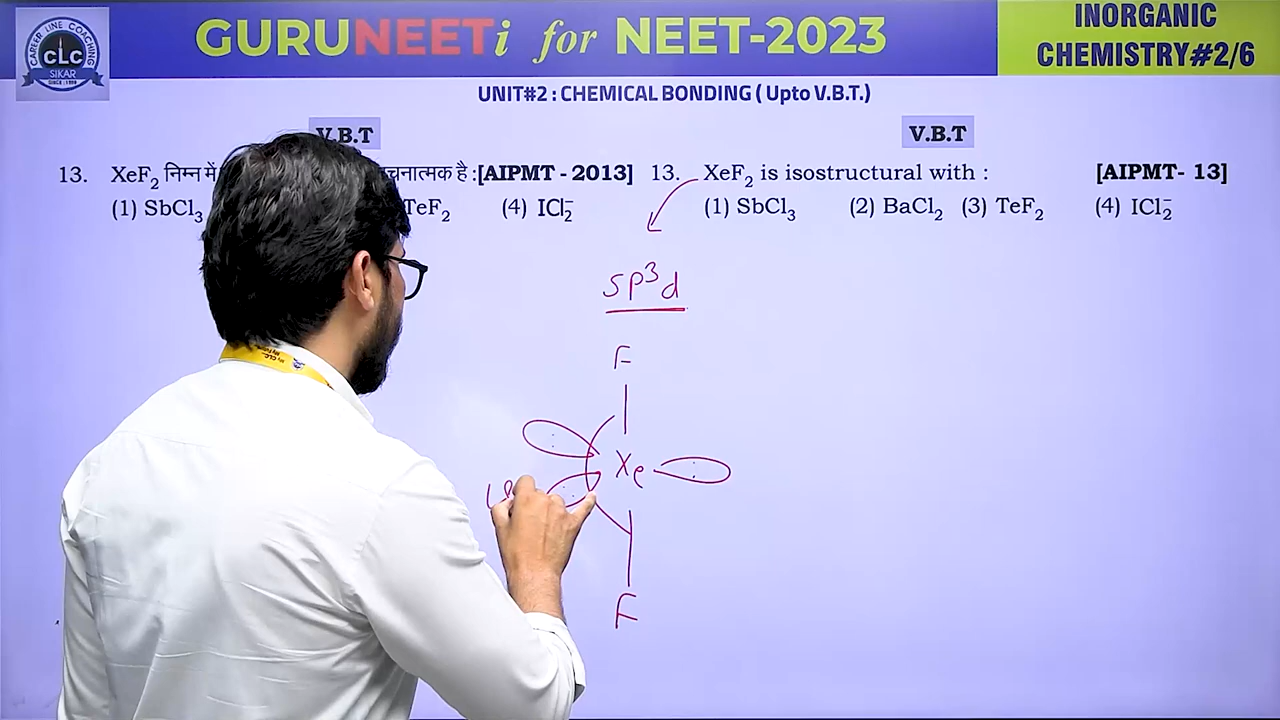 CAREER LINE COACHING
CLC
SIKAR
SINCE : 1996
GURUNEETi for NEET-2023
INORGANIC
CHEMISTRY#2/6
UNIT#2 : CHEMICAL BONDING ( Upto V.B.T.)
V.B.T
13. XeF₂ निम्न में है : [AIPMT - 2013]
(1) SbCl₃ TeF₂ (4) ICl₂⁻
V.B.T
13. XeF₂ is isostructural with : [AIPMT- 13]
(1) SbCl₃ (2) BaCl₂ (3) TeF₂ (4) ICl₂⁻
sp³d
F
Xe
F